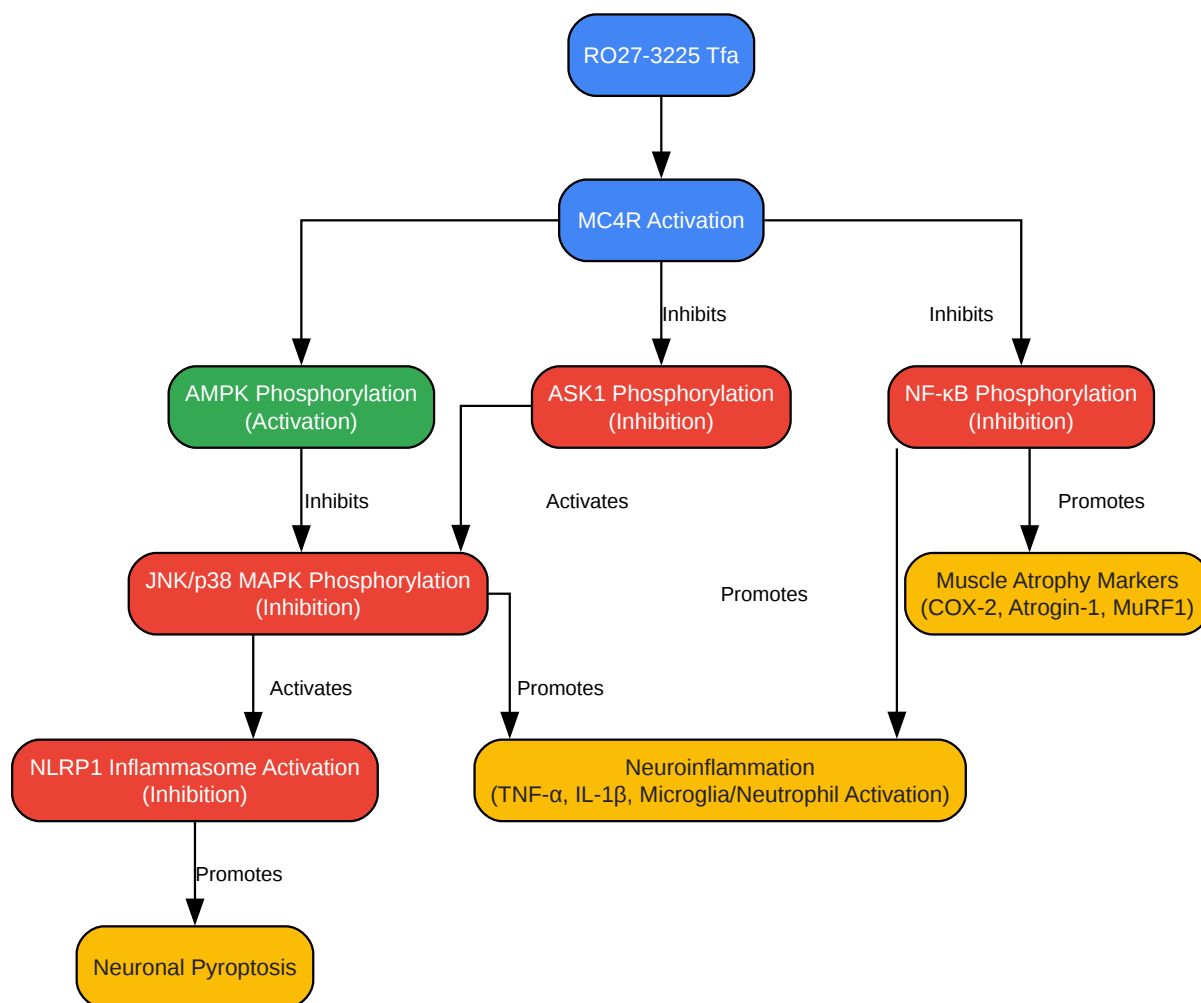 RO27-3225 Tfa
MC4R Activation
Inhibits
Inhibits
AMPK Phosphorylation
(Activation)
ASK1 Phosphorylation
(Inhibition)
NF-κB Phosphorylation
(Inhibition)
Inhibits
Activates
Promotes
JNK/p38 MAPK Phosphorylation
(Inhibition)
Promotes
Muscle Atrophy Markers
(COX-2, Atrogin-1, MuRF1)
Activates
Promotes
NLRP1 Inflammasome Activation
(Inhibition)
Neuroinflammation
(TNF-α, IL-1β, Microglia/Neutrophil Activation)
Promotes
Neuronal Pyroptosis